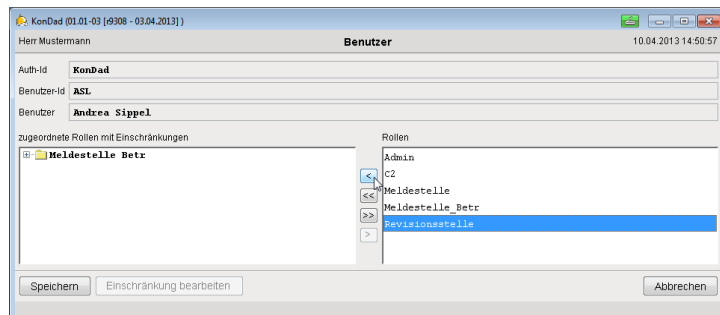 KonDad (01.01-03 [r9308 - 03.04.2013] )
Herr Mustermann Benutzer 10.04.2013 14:50:57
Auth-Id KonDad
Benutzer-Id ASL
Benutzer Andrea Sippel
zugeordnete Rollen mit Einschränkungen Rollen
Meldestelle Betr
Admin
< C2
<< Meldestelle
Meldestelle_Betr
>>
Revisionsstelle
>
Speichern Einschränkung bearbeiten Abbrechen